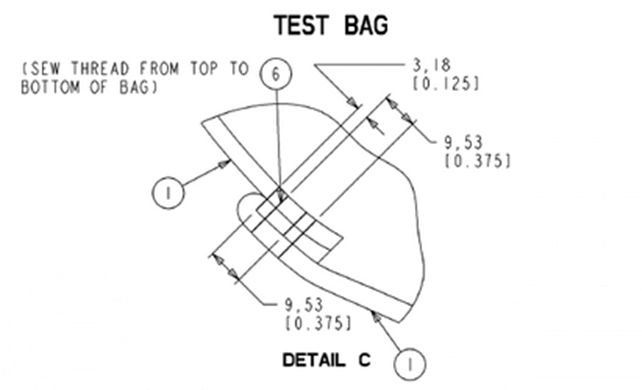 TEST BAG
(SEW THREAD FROM TOP TO
BOTTOM OF BAG)
6
3,18
[0.125]
9,53
[0.375]
1
9,53
[0.375]
DETAIL C
1